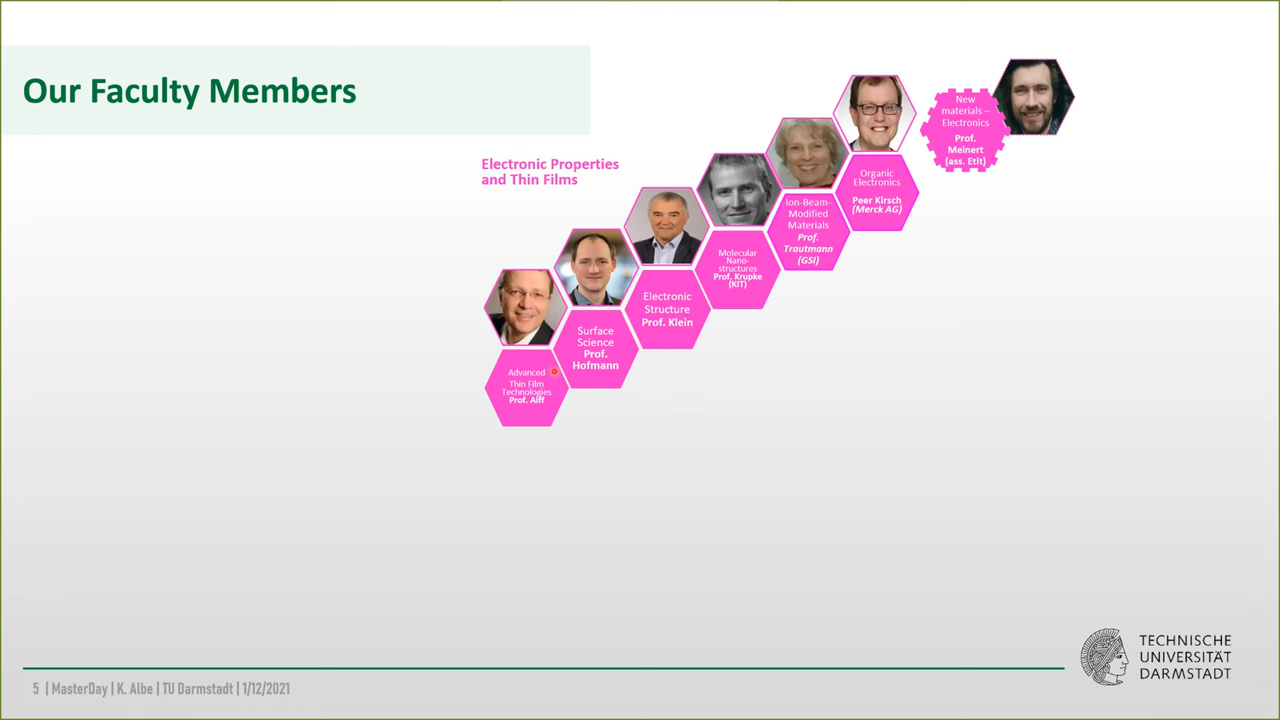 Our Faculty Members
Electronic Properties
and Thin Films
Advanced
Thin Film
Technologies
Prof. Alff
Surface
Science
Prof.
Hofmann
Electronic
Structure
Prof. Klein
Molecular
Nano-
structures
Prof. Krupke
(KIT)
Ion-Beam-
Modified
Materials
Prof.
Trautmann
(GSI)
Organic
Electronics
Peer Kirsch
(Merck AG)
New
materials –
Electronics
Prof.
Meinert
(ass. Etit)
5 | MasterDay | K. Albe | TU Darmstadt | 1/12/2021
TECHNISCHE
UNIVERSITÄT
DARMSTADT